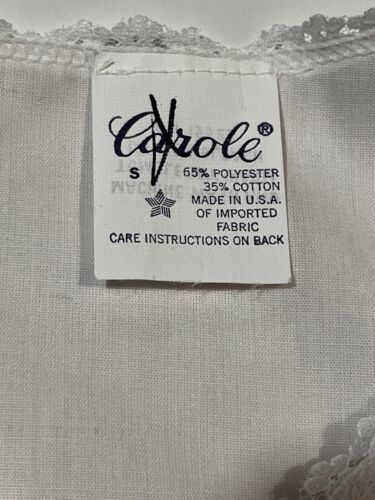 Carole®
S 65% POLYESTER
35% COTTON
MADE IN U.S.A.
OF IMPORTED
FABRIC
CARE INSTRUCTIONS ON BACK